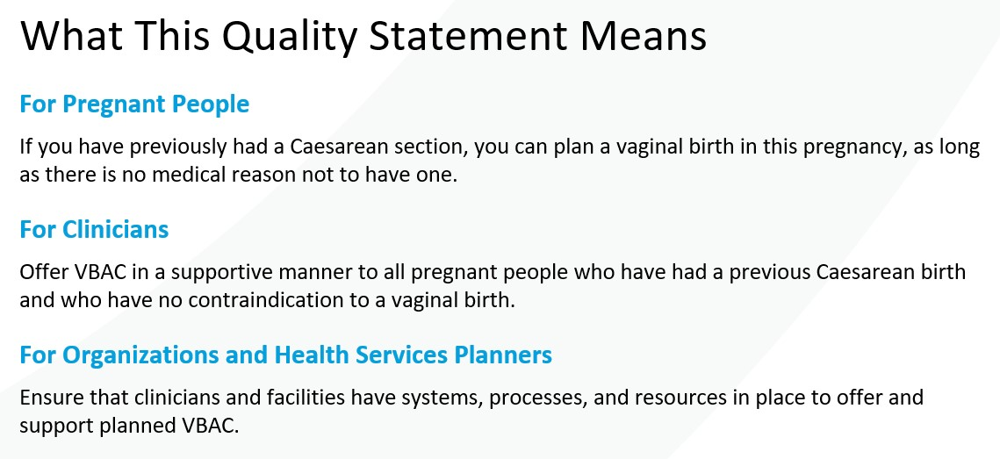 What This Quality Statement Means
For Pregnant People
If you have previously had a Caesarean section, you can plan a vaginal birth in this pregnancy, as long
as there is no medical reason not to have one.
For Clinicians
Offer VBAC in a supportive manner to all pregnant people who have had a previous Caesarean birth
and who have no contraindication to a vaginal birth.
For Organizations and Health Services Planners
Ensure that clinicians and facilities have systems, processes, and resources in place to offer and
support planned VBAC.